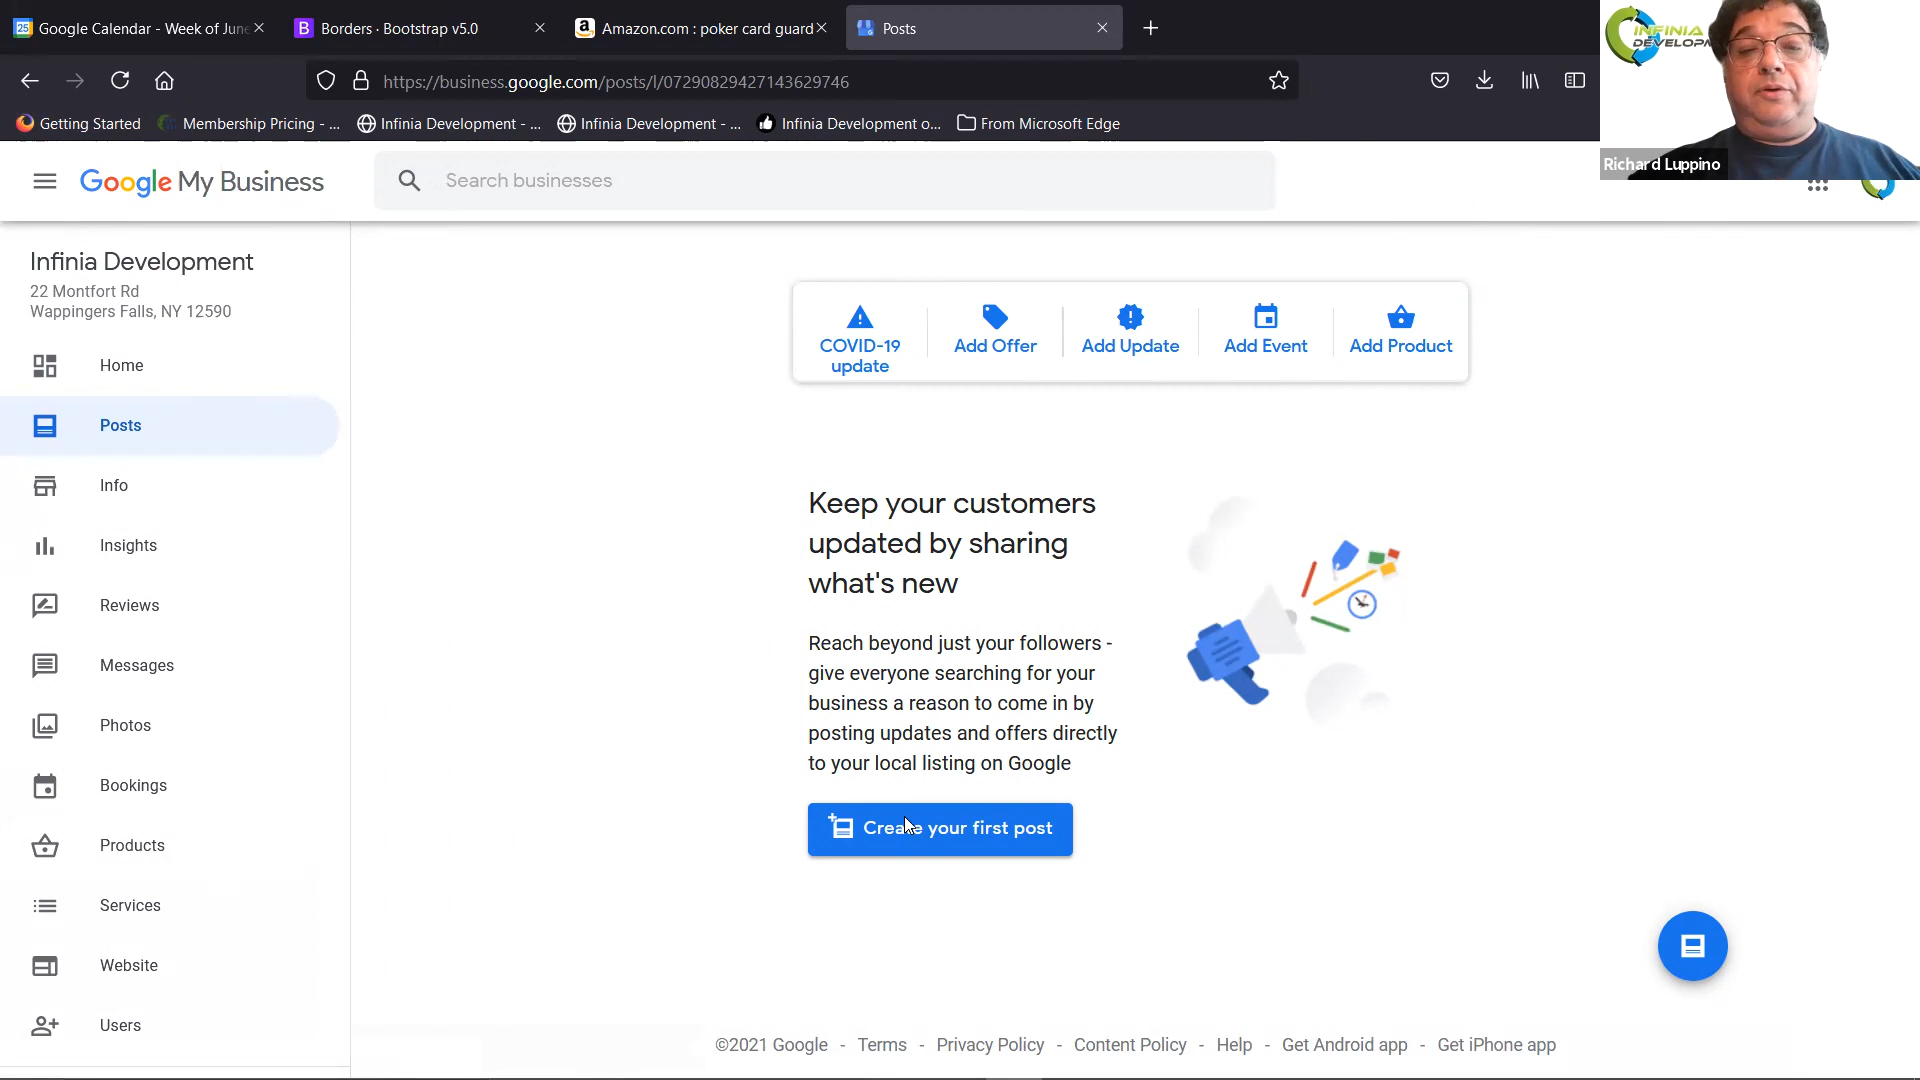 Google Calendar - Week of June
Borders · Bootstrap v5.0
Amazon.com : poker card guard
Posts
https://business.google.com/posts/l/07290829427143629746
Getting Started
Membership Pricing - ...
Infinia Development - ...
Infinia Development - ...
Infinia Development o...
From Microsoft Edge
INFINIA
Richard Luppino
Google My Business
Search businesses
Infinia Development
22 Montfort Rd
Wappingers Falls, NY 12590
Home
Posts
Info
Insights
Reviews
Messages
Photos
Bookings
Products
Services
Website
Users
COVID-19
update
Add Offer
Add Update
Add Event
Add Product
Keep your customers
updated by sharing
what's new
Reach beyond just your followers -
give everyone searching for your
business a reason to come in by
posting updates and offers directly
to your local listing on Google
Create your first post
©2021 Google - Terms - Privacy Policy - Content Policy - Help - Get Android app - Get iPhone app